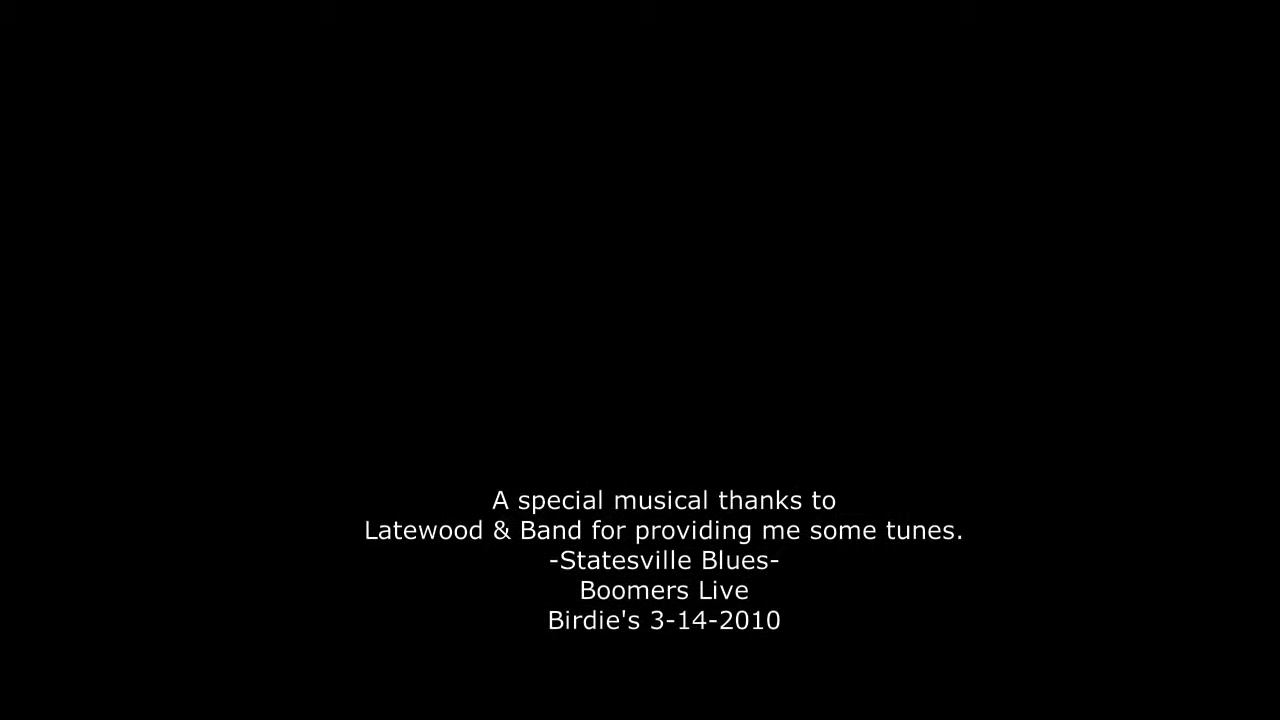 A special musical thanks to
Latewood & Band for providing me some tunes.
-Statesville Blues-
Boomers Live
Birdie's 3-14-2010